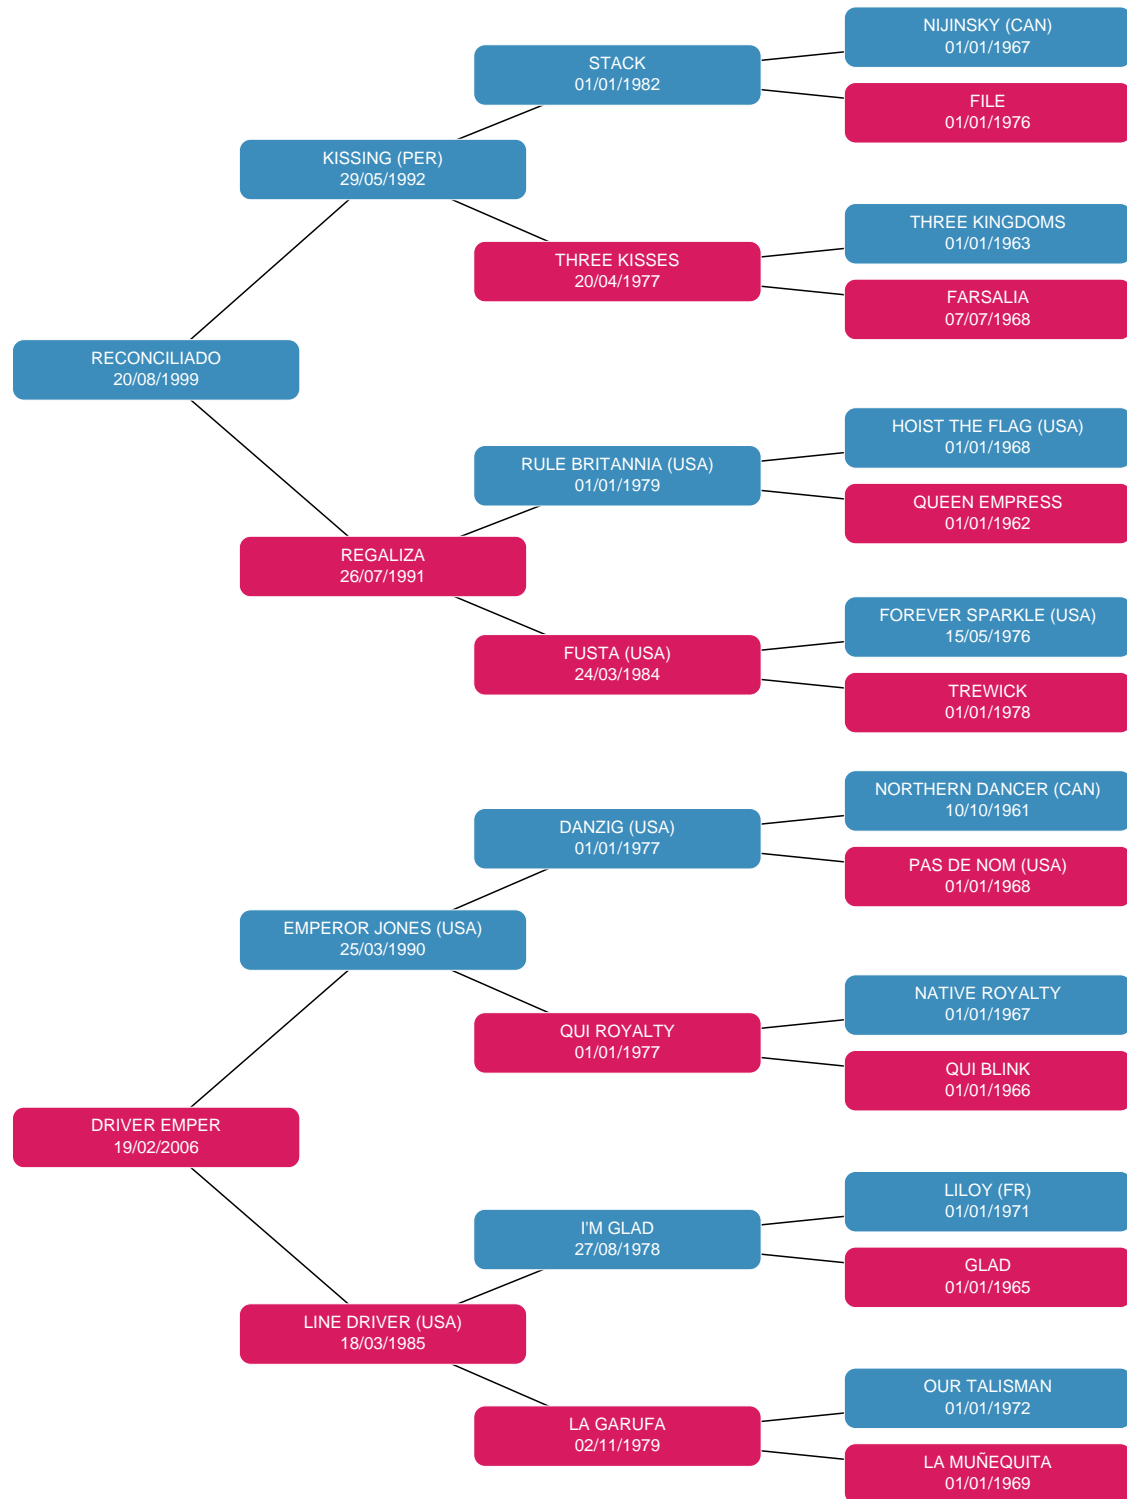 NIJINSKY (CAN)
01/01/1967
STACK
01/01/1982
FILE
01/01/1976
KISSING (PER)
29/05/1992
THREE KINGDOMS
01/01/1963
THREE KISSES
20/04/1977
FARSALIA
07/07/1968
RECONCILIADO
20/08/1999
HOIST THE FLAG (USA)
01/01/1968
RULE BRITANNIA (USA)
01/01/1979
QUEEN EMPRESS
01/01/1962
REGALIZA
26/07/1991
FOREVER SPARKLE (USA)
15/05/1976
FUSTA (USA)
24/03/1984
TREWICK
01/01/1978
NORTHERN DANCER (CAN)
10/10/1961
DANZIG (USA)
01/01/1977
PAS DE NOM (USA)
01/01/1968
EMPEROR JONES (USA)
25/03/1990
NATIVE ROYALTY
01/01/1967
QUI ROYALTY
01/01/1977
QUI BLINK
01/01/1966
DRIVER EMPER
19/02/2006
LILOY (FR)
01/01/1971
I'M GLAD
27/08/1978
GLAD
01/01/1965
LINE DRIVER (USA)
18/03/1985
OUR TALISMAN
01/01/1972
LA GARUFA
02/11/1979
LA MUÑEQUITA
01/01/1969